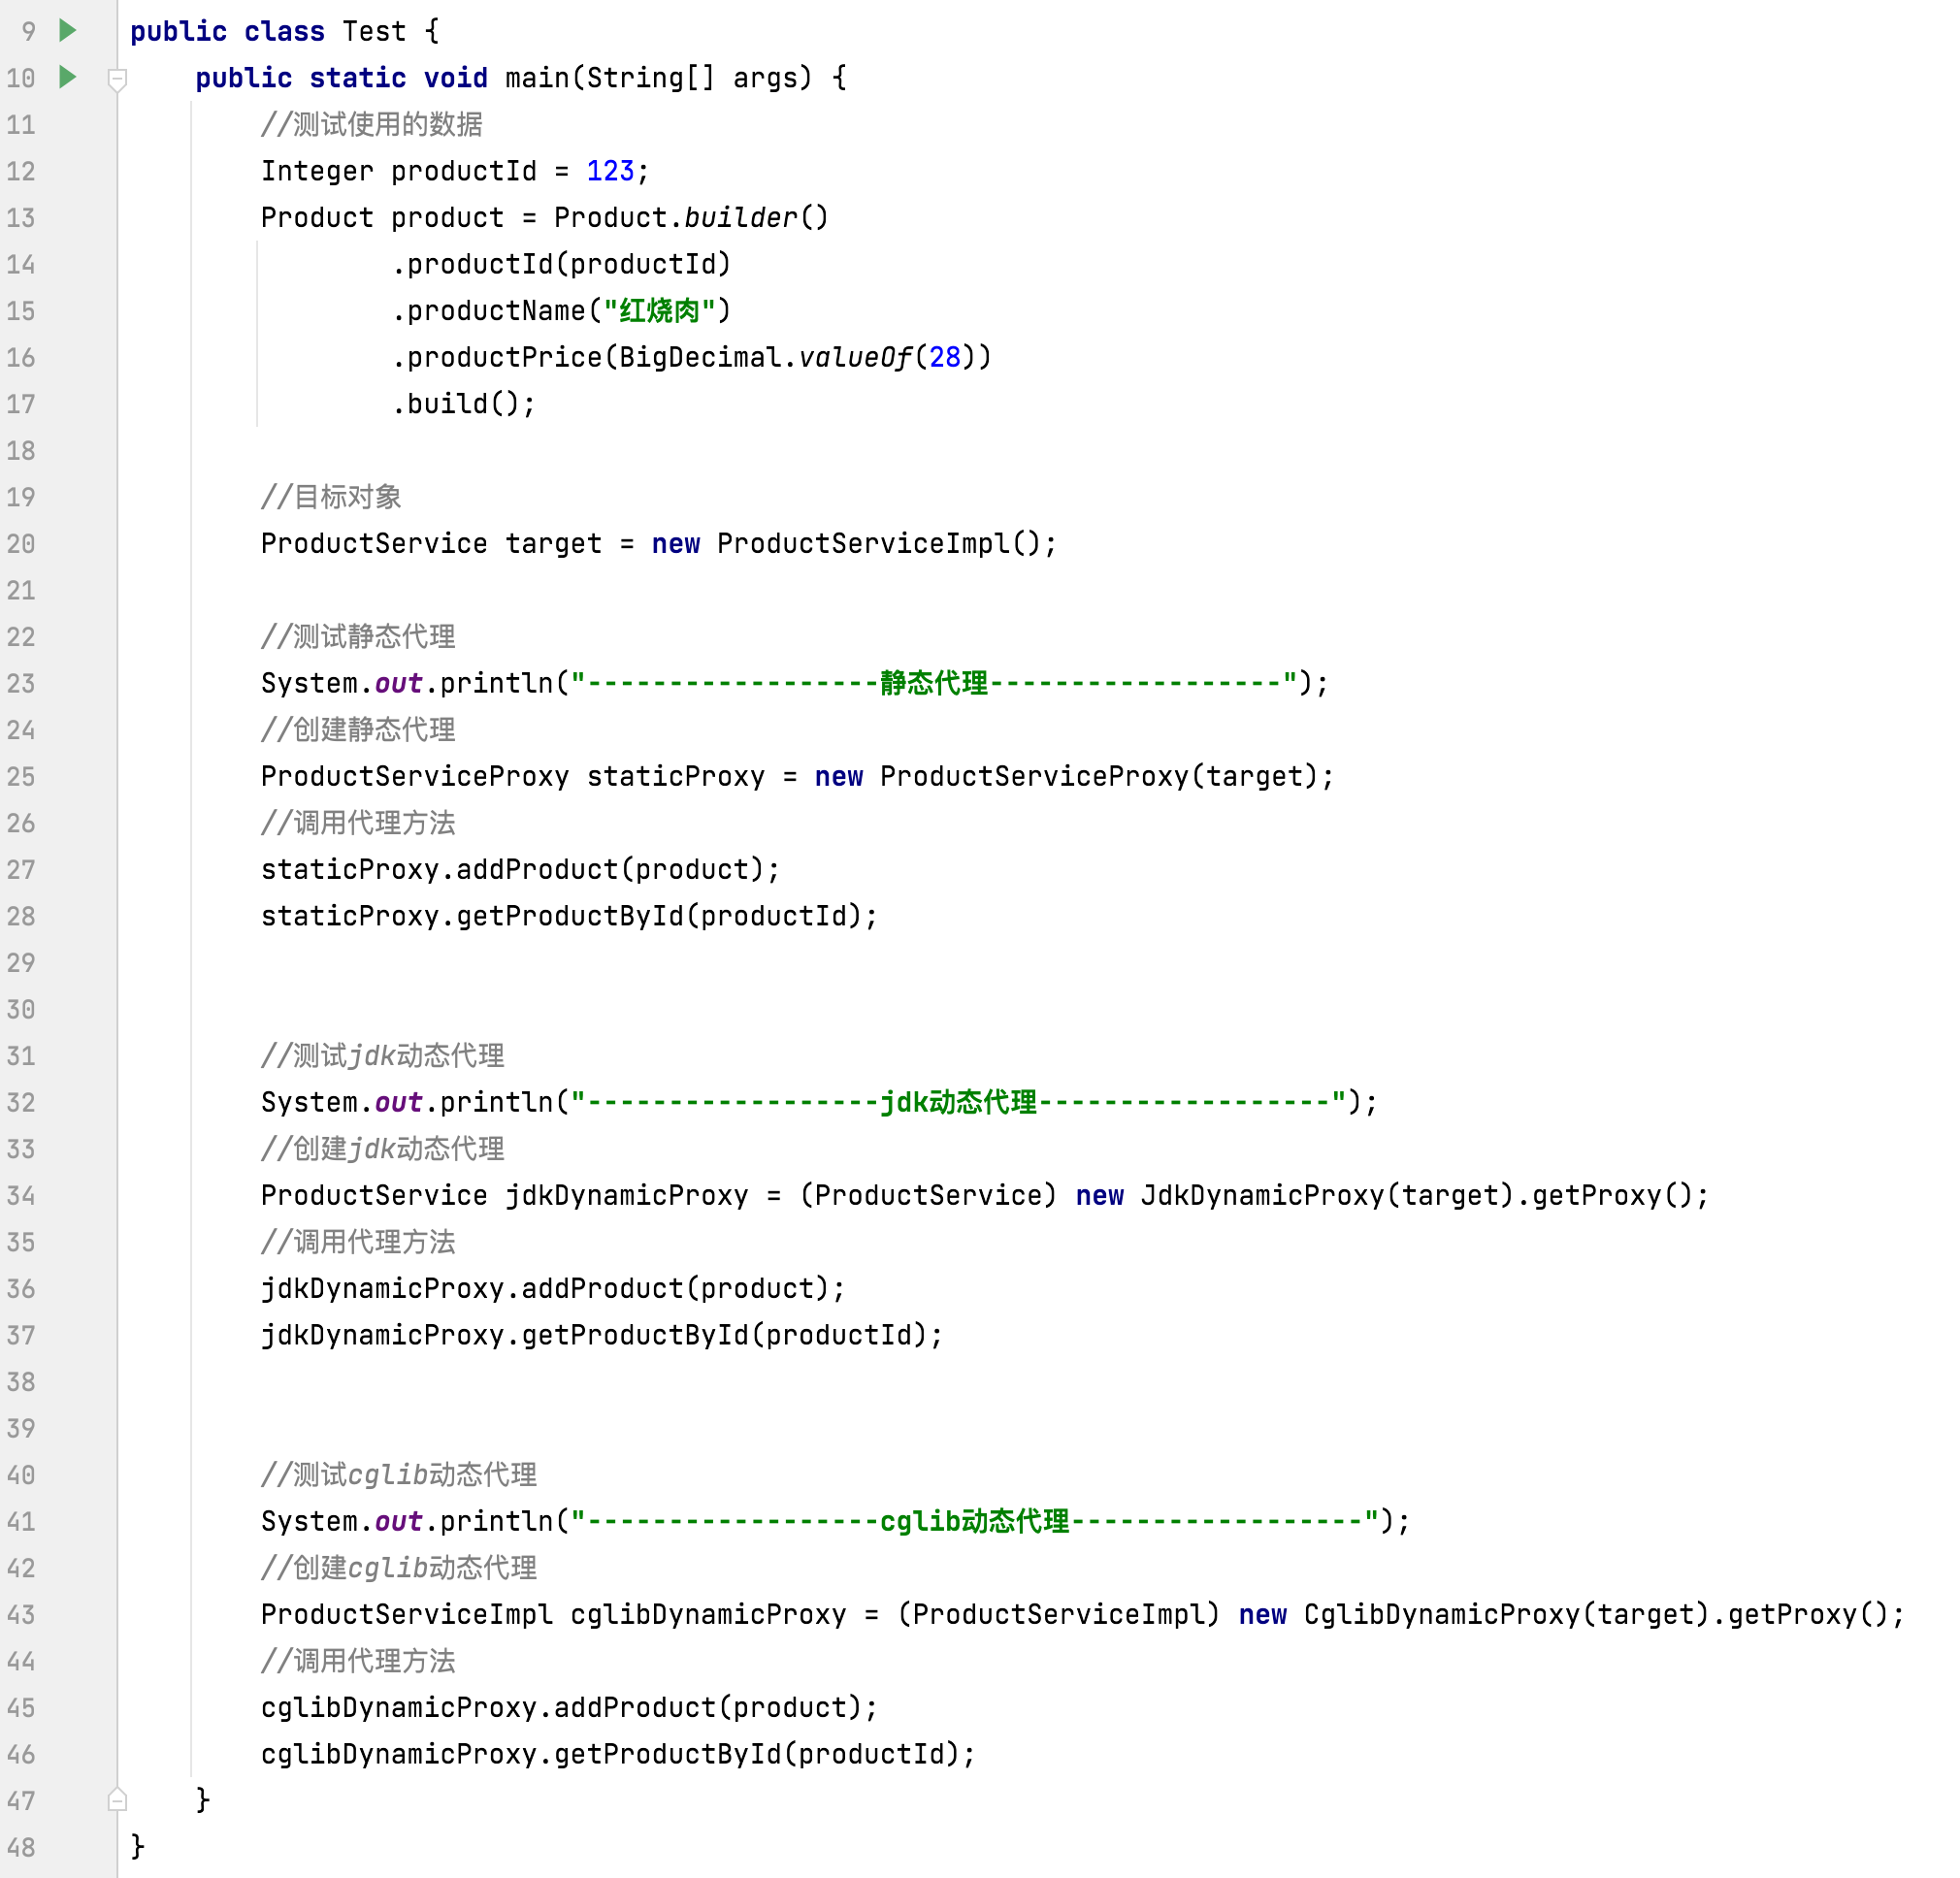 9 public class Test {
10     public static void main(String[] args) {
11         //测试使用的数据
12         Integer productId = 123;
13         Product product = Product.builder()
14                 .productId(productId)
15                 .productName("红烧肉")
16                 .productPrice(BigDecimal.valueOf(28))
17                 .build();
18
19         //目标对象
20         ProductService target = new ProductServiceImpl();
21
22         //测试静态代理
23         System.out.println("------------------静态代理------------------");
24         //创建静态代理
25         ProductServiceProxy staticProxy = new ProductServiceProxy(target);
26         //调用代理方法
27         staticProxy.addProduct(product);
28         staticProxy.getProductById(productId);
29
30
31         //测试jdk动态代理
32         System.out.println("------------------jdk动态代理------------------");
33         //创建jdk动态代理
34         ProductService jdkDynamicProxy = (ProductService) new JdkDynamicProxy(target).getProxy();
35         //调用代理方法
36         jdkDynamicProxy.addProduct(product);
37         jdkDynamicProxy.getProductById(productId);
38
39
40         //测试cglib动态代理
41         System.out.println("------------------cglib动态代理------------------");
42         //创建cglib动态代理
43         ProductServiceImpl cglibDynamicProxy = (ProductServiceImpl) new CglibDynamicProxy(target).getProxy();
44         //调用代理方法
45         cglibDynamicProxy.addProduct(product);
46         cglibDynamicProxy.getProductById(productId);
47     }
48 }